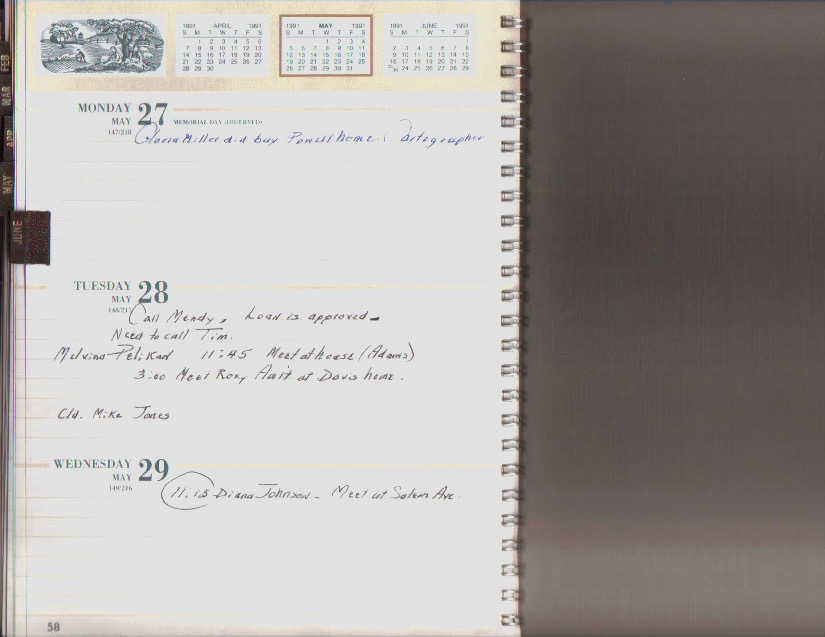 1991 APRIL 1991
S M T W T F S
1 2 3 4 5 6
7 8 9 10 11 12 13
14 15 16 17 18 19 20
21 22 23 24 25 26 27
28 29 30
1991 MAY 1991
S M T W T F S
1 2 3 4
5 6 7 8 9 10 11
12 13 14 15 16 17 18
19 20 21 22 23 24 25
26 27 28 29 30 31
1991 JUNE 1991
S M T W T F S
1
2 3 4 5 6 7 8
9 10 11 12 13 14 15
16 17 18 19 20 21 22
23/30 24 25 26 27 28 29
FEB
MAR
APR
MAY
JUNE
MONDAY 27
MAY MEMORIAL DAY (OBSERVED)
147/218
Gloria Miller did buy Powell home. Cartographer
TUESDAY 28
MAY
148/217
Call Mendy, Loan is approved -
Need to call Tim.
Melvina Pelikan 11:45 Meet at house (Adams)
3:00 Meet Roxy at Davis home.
Cld. Mike Jones
WEDNESDAY 29
MAY
149/216
11:15 Diana Johnson - Meet at Salem Ave.
58